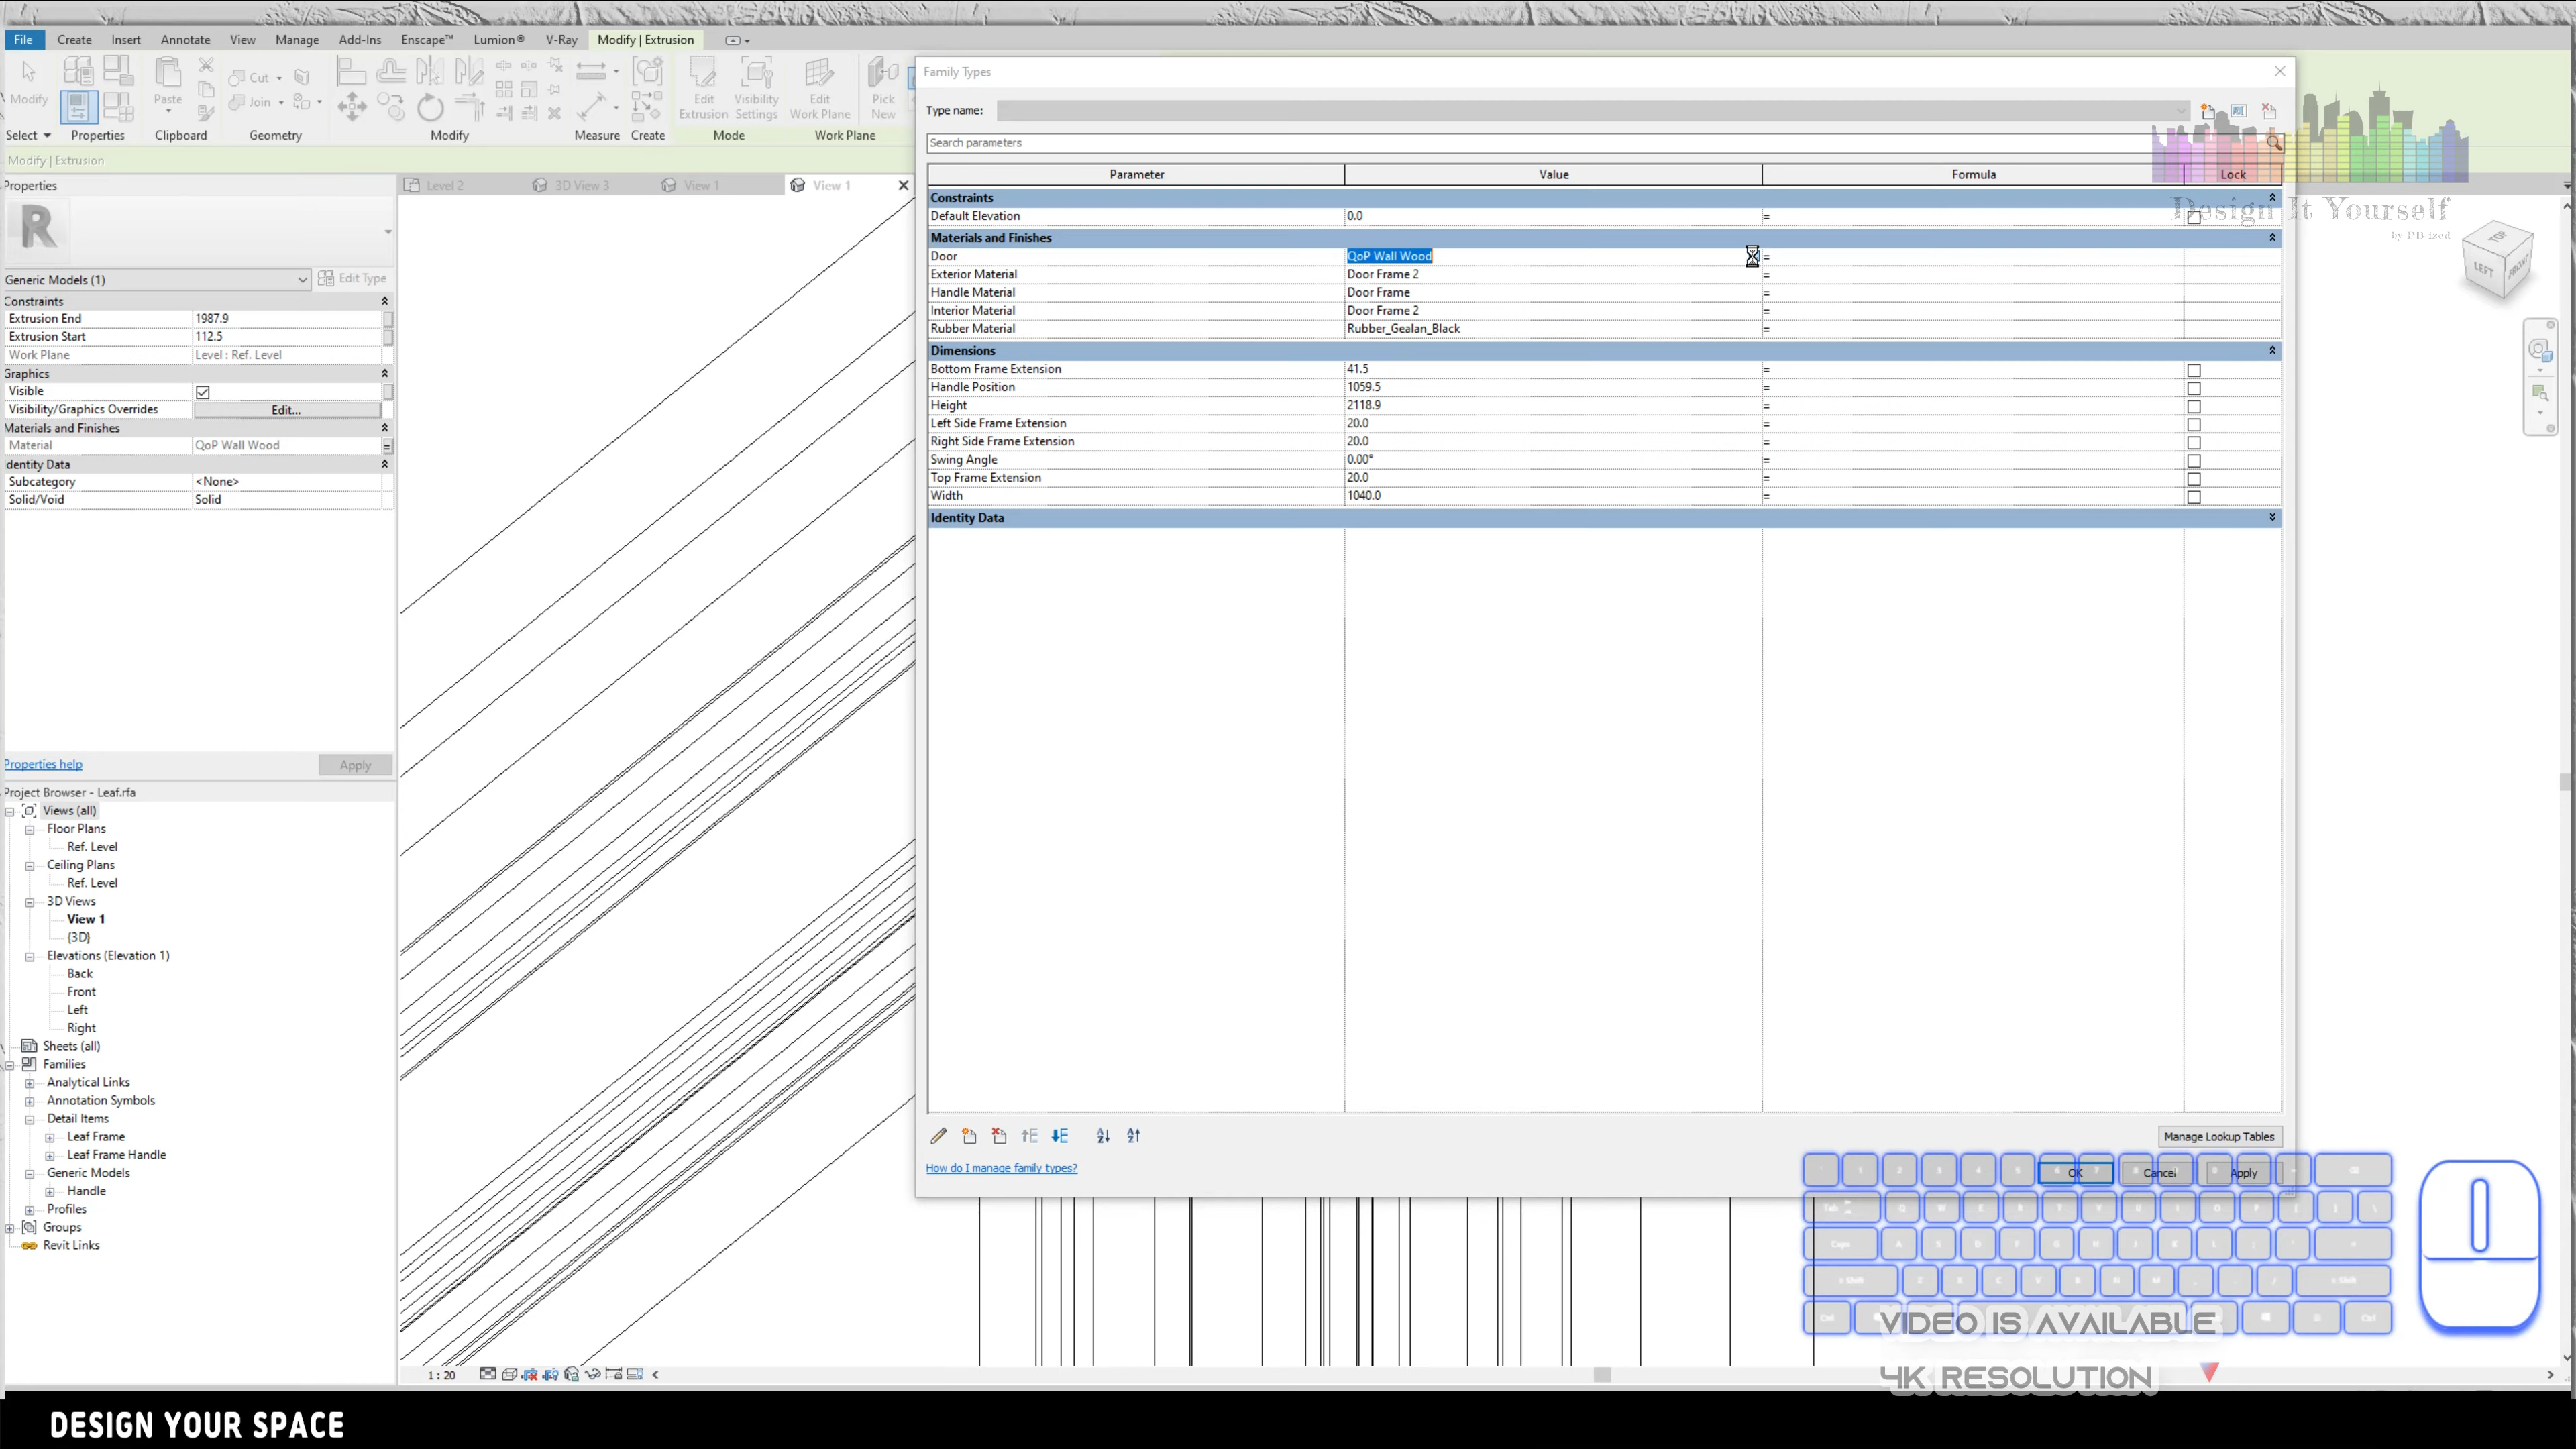 File Create Insert Annotate View Manage Add-Ins Enscape™ Lumion® V-Ray Modify | Extrusion
Modify Paste Cut Join Edit Extrusion Visibility Settings Edit Work Plane Pick New
Select Properties Clipboard Geometry Modify Measure Create Mode Work Plane
Modify | Extrusion
Properties
R
Generic Models (1) Edit Type
Constraints
Extrusion End 1987.9
Extrusion Start 112.5
Work Plane Level : Ref. Level
Graphics
Visible
Visibility/Graphics Overrides Edit...
Materials and Finishes
Material QoP Wall Wood =
Identity Data
Subcategory <None>
Solid/Void Solid
Properties help Apply
Project Browser - Leaf.rfa
Views (all)
Floor Plans
Ref. Level
Ceiling Plans
Ref. Level
3D Views
View 1
{3D}
Elevations (Elevation 1)
Back
Front
Left
Right
Sheets (all)
Families
Analytical Links
Annotation Symbols
Detail Items
Leaf Frame
Leaf Frame Handle
Generic Models
Handle
Profiles
Groups
Revit Links
Level 2 3D View 3 View 1 View 1
Family Types
Type name:
Search parameters
Parameter Value Formula Lock
Constraints
Default Elevation 0.0 =
Materials and Finishes
Door QoP Wall Wood =
Exterior Material Door Frame 2 =
Handle Material Door Frame =
Interior Material Door Frame 2 =
Rubber Material Rubber_Gealan_Black =
Dimensions
Bottom Frame Extension 41.5 =
Handle Position 1059.5 =
Height 2118.9 =
Left Side Frame Extension 20.0 =
Right Side Frame Extension 20.0 =
Swing Angle 0.00° =
Top Frame Extension 20.0 =
Width 1040.0 =
Identity Data
Manage Lookup Tables
How do I manage family types?
OK Cancel Apply
Design It Yourself
by PB ized
TOP
LEFT FRONT
1 : 20
VIDEO IS AVAILABLE
4K RESOLUTION
DESIGN YOUR SPACE